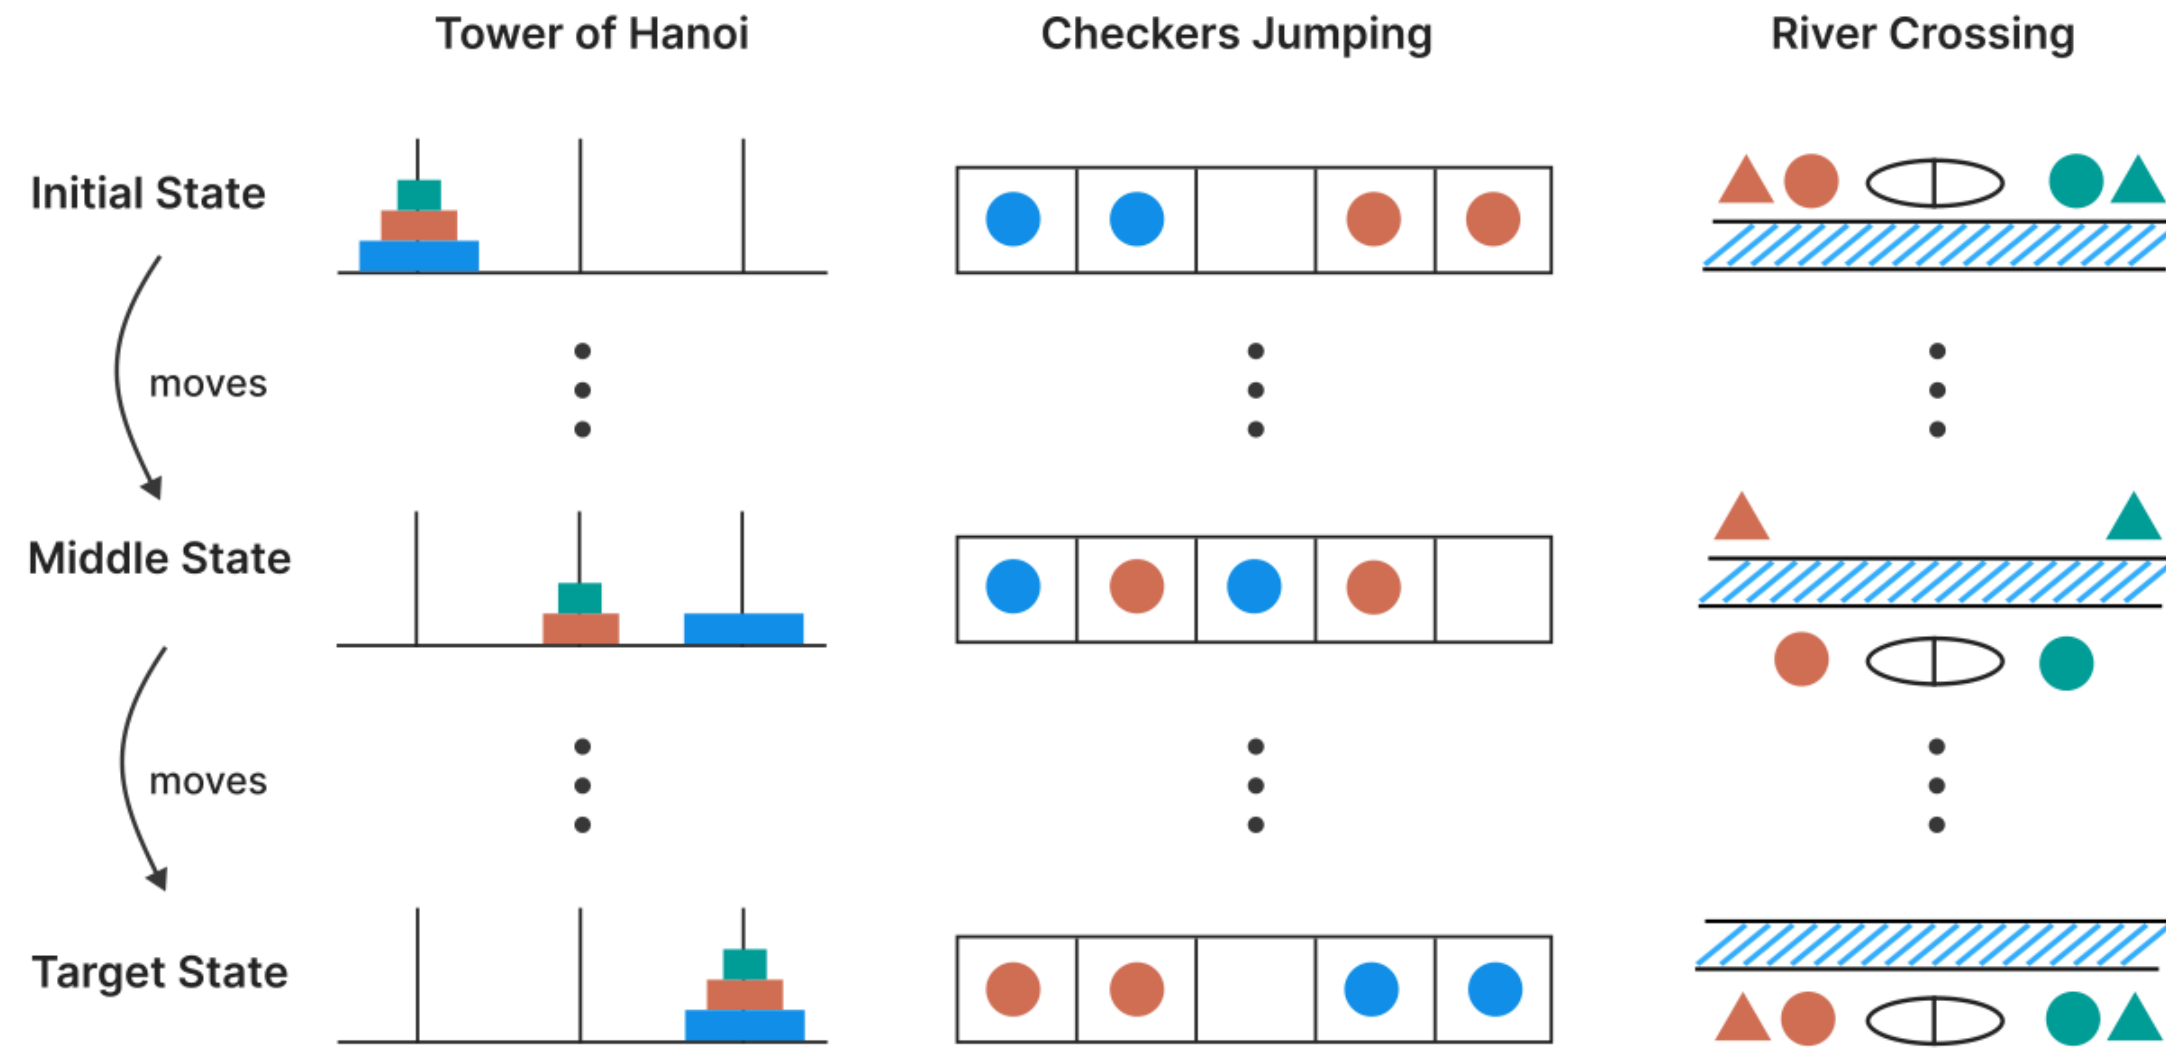 Tower of Hanoi
Checkers Jumping
River Crossing
Initial State
moves
Middle State
moves
Target State